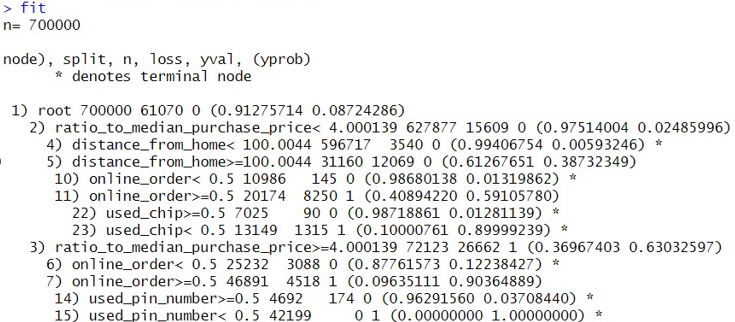 > fit
n= 700000
node), split, n, loss, yval, (yprob)
* denotes terminal node
1) root 700000 61070 0 (0.91275714 0.08724286)
2) ratio_to_median_purchase_price< 4.000139 627877 15609 0 (0.97514004 0.02485996)
4) distance_from_home< 100.0044 596717 3540 0 (0.99406754 0.00593246) *
5) distance_from_home>=100.0044 31160 12069 0 (0.61267651 0.38732349)
10) online_order< 0.5 10986 145 0 (0.98680138 0.01319862) *
11) online_order>=0.5 20174 8250 1 (0.40894220 0.59105780)
22) used_chip>=0.5 7025 90 0 (0.98718861 0.01281139) *
23) used_chip< 0.5 13149 1315 1 (0.10000761 0.89999239) *
3) ratio_to_median_purchase_price>=4.000139 72123 26662 1 (0.36967403 0.63032597)
6) online_order< 0.5 25232 3088 0 (0.87761573 0.12238427) *
7) online_order>=0.5 46891 4518 1 (0.09635111 0.90364889)
14) used_pin_number>=0.5 4692 174 0 (0.96291560 0.03708440) *
15) used_pin_number< 0.5 42199 0 1 (0.00000000 1.00000000) *